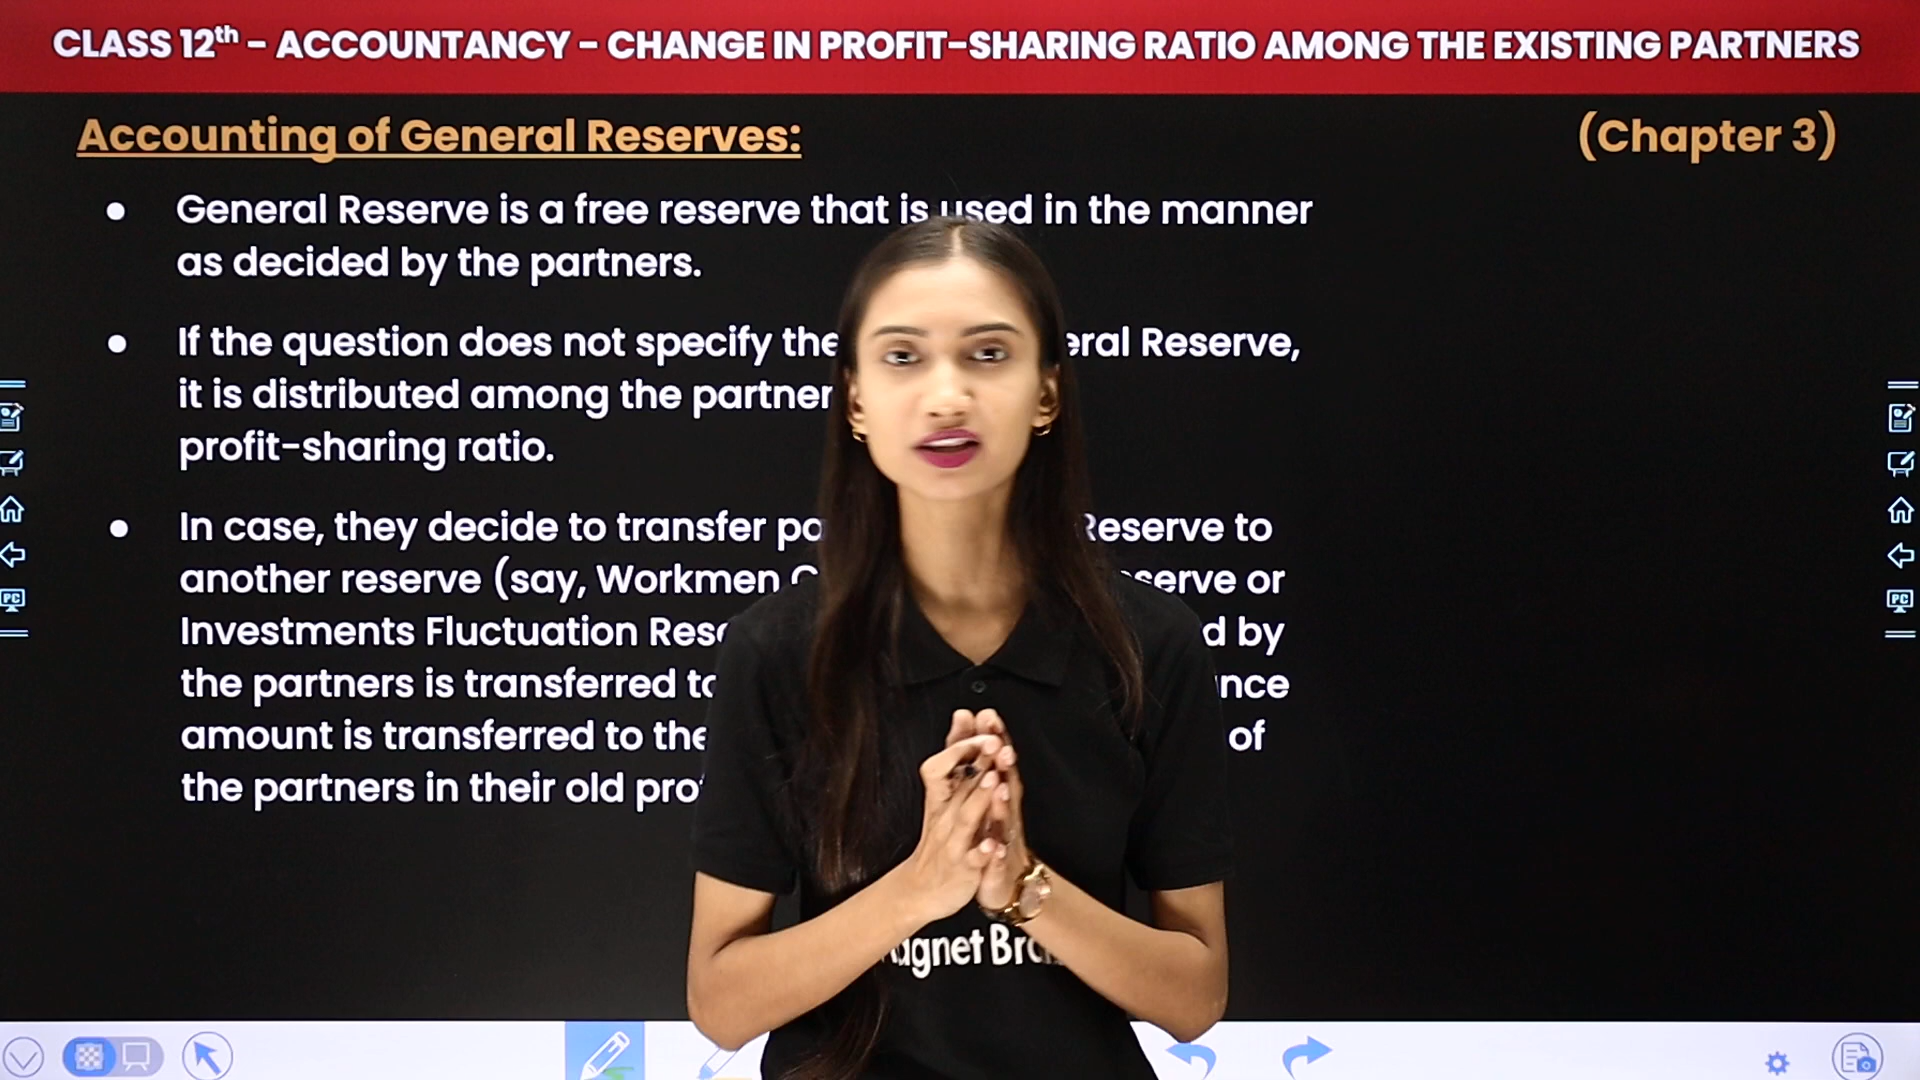 CLASS 12th - ACCOUNTANCY - CHANGE IN PROFIT-SHARING RATIO AMONG THE EXISTING PARTNERS
Accounting of General Reserves:
(Chapter 3)
● General Reserve is a free reserve that is used in the manner
as decided by the partners.
● If the question does not specify the Reserve,
it is distributed among the
profit-sharing ratio.
● In case, they decide to transfer Reserve to
another reserve (say, Workmen or
Investments Fluctuation by
the partners is transferred
amount is transferred to the of
the partners in their old
PC
PC